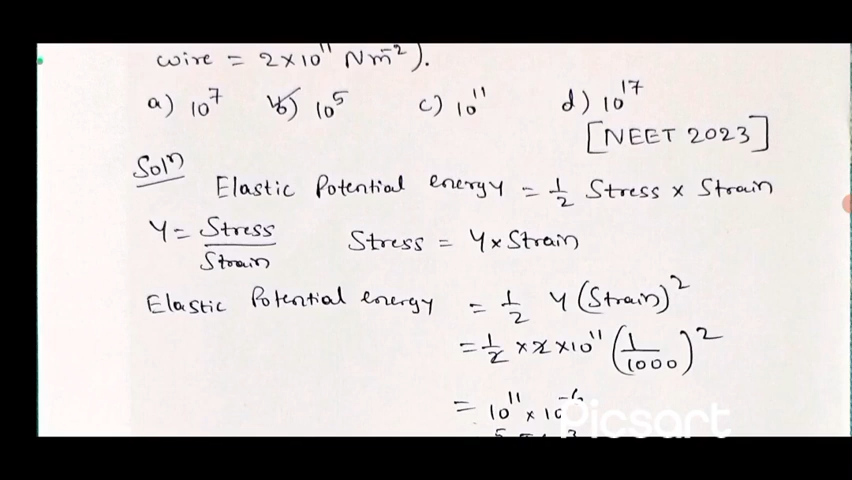 wire = 2×10¹¹ Nm⁻²).
a) 10⁷ b) 10⁵ c) 10¹¹ d) 10¹⁷
[NEET 2023]
Solⁿ
Elastic Potential energy = 1/2 Stress × Strain
Y = Stress/Strain Stress = Y×Strain
Elastic Potential energy = 1/2 Y (Strain)²
= 1/2 × 2 × 10¹¹ (1/1000)²
= 10¹¹ × 10⁻⁶
Picsart